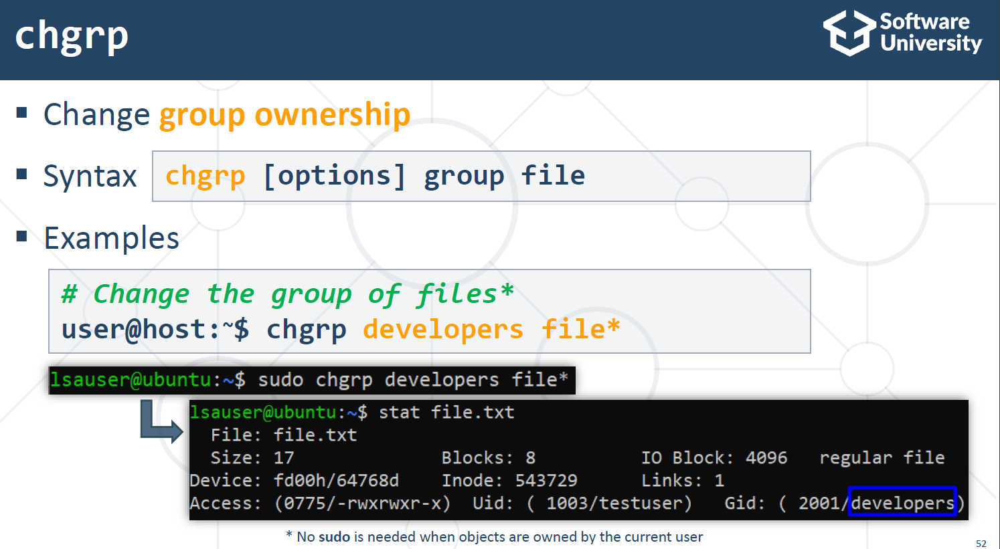 chgrp
Software
University
▪ Change group ownership
▪ Syntax
chgrp [options] group file
▪ Examples
# Change the group of files*
user@host:~$ chgrp developers file*
lsauser@ubuntu:~$ sudo chgrp developers file*
lsauser@ubuntu:~$ stat file.txt
  File: file.txt
  Size: 17              Blocks: 8          IO Block: 4096   regular file
Device: fd00h/64768d    Inode: 543729      Links: 1
Access: (0775/-rwxrwxr-x)  Uid: ( 1003/testuser)   Gid: ( 2001/developers)
* No sudo is needed when objects are owned by the current user
52